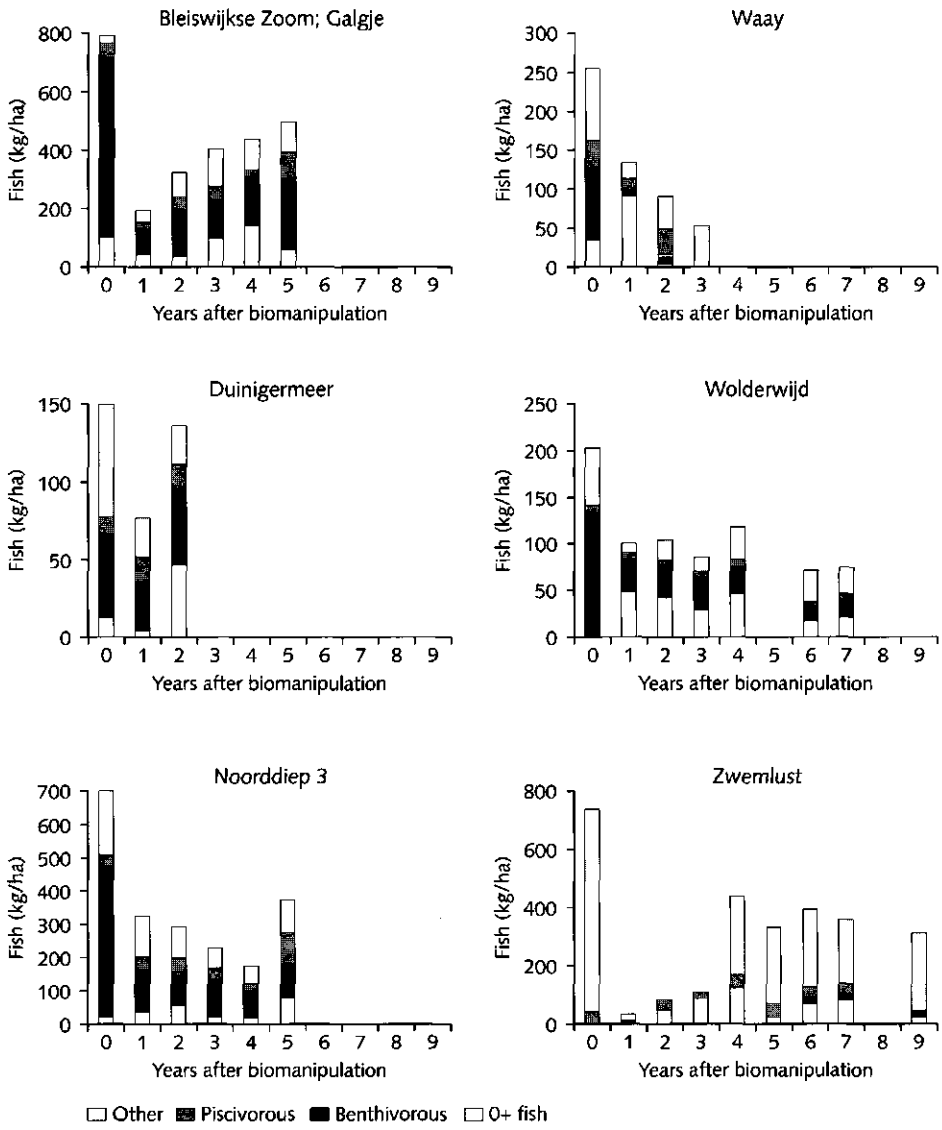 Bleiswijkse Zoom; Galgje
Fish (kg/ha)
800
600
400
200
0
0 1 2 3 4 5 6 7 8 9
Years after biomanipulation
Waay
Fish (kg/ha)
300
250
200
150
100
50
0
0 1 2 3 4 5 6 7 8 9
Years after biomanipulation
Duinigermeer
Fish (kg/ha)
150
100
50
0
0 1 2 3 4 5 6 7 8 9
Years after biomanipulation
Wolderwijd
Fish (kg/ha)
250
200
150
100
50
0
0 1 2 3 4 5 6 7 8 9
Years after biomanipulation
Noorddiep 3
Fish (kg/ha)
700
600
500
400
300
200
100
0
0 1 2 3 4 5 6 7 8 9
Years after biomanipulation
Zwemlust
Fish (kg/ha)
800
600
400
200
0
0 1 2 3 4 5 6 7 8 9
Years after biomanipulation
Other Piscivorous Benthivorous 0+ fish